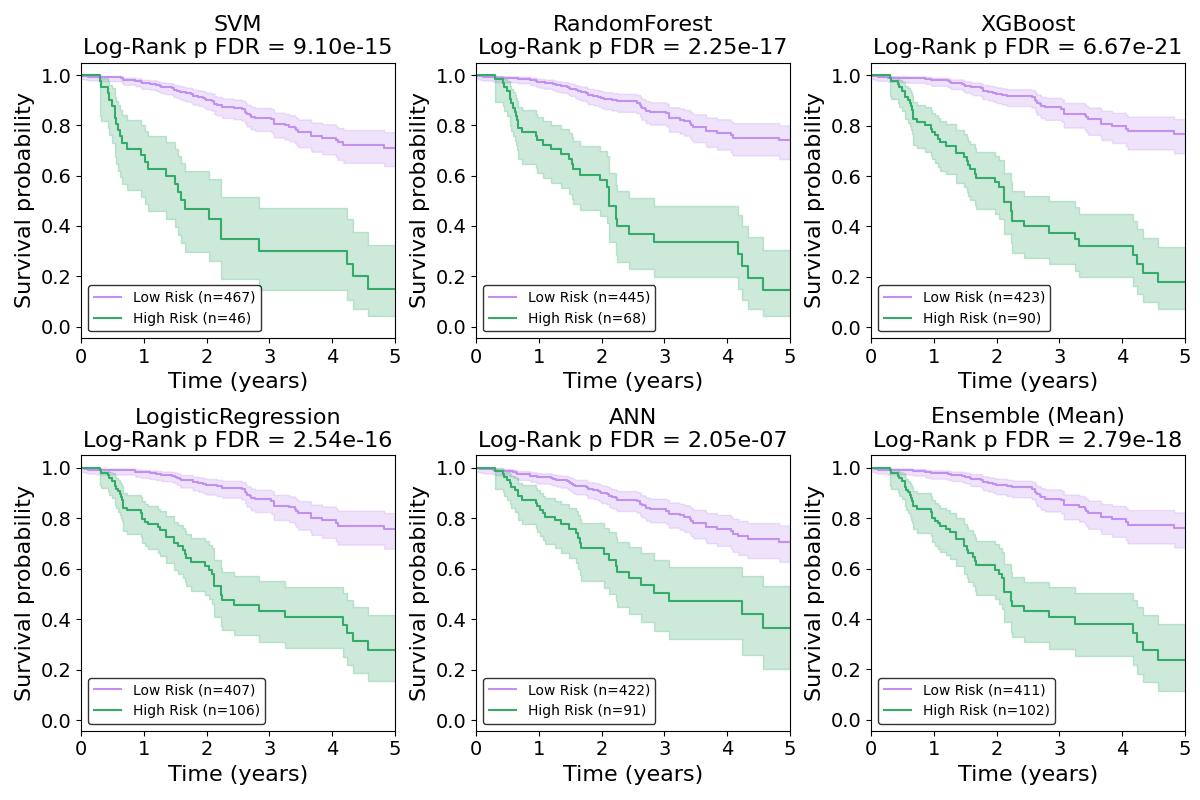 SVM
Log-Rank p FDR = 9.10e-15
Survival probability
1.0
0.8
0.6
0.4
0.2
0.0
Low Risk (n=467)
High Risk (n=46)
0 1 2 3 4 5
Time (years)
RandomForest
Log-Rank p FDR = 2.25e-17
Survival probability
1.0
0.8
0.6
0.4
0.2
0.0
Low Risk (n=445)
High Risk (n=68)
0 1 2 3 4 5
Time (years)
XGBoost
Log-Rank p FDR = 6.67e-21
Survival probability
1.0
0.8
0.6
0.4
0.2
0.0
Low Risk (n=423)
High Risk (n=90)
0 1 2 3 4 5
Time (years)
LogisticRegression
Log-Rank p FDR = 2.54e-16
Survival probability
1.0
0.8
0.6
0.4
0.2
0.0
Low Risk (n=407)
High Risk (n=106)
0 1 2 3 4 5
Time (years)
ANN
Log-Rank p FDR = 2.05e-07
Survival probability
1.0
0.8
0.6
0.4
0.2
0.0
Low Risk (n=422)
High Risk (n=91)
0 1 2 3 4 5
Time (years)
Ensemble (Mean)
Log-Rank p FDR = 2.79e-18
Survival probability
1.0
0.8
0.6
0.4
0.2
0.0
Low Risk (n=411)
High Risk (n=102)
0 1 2 3 4 5
Time (years)